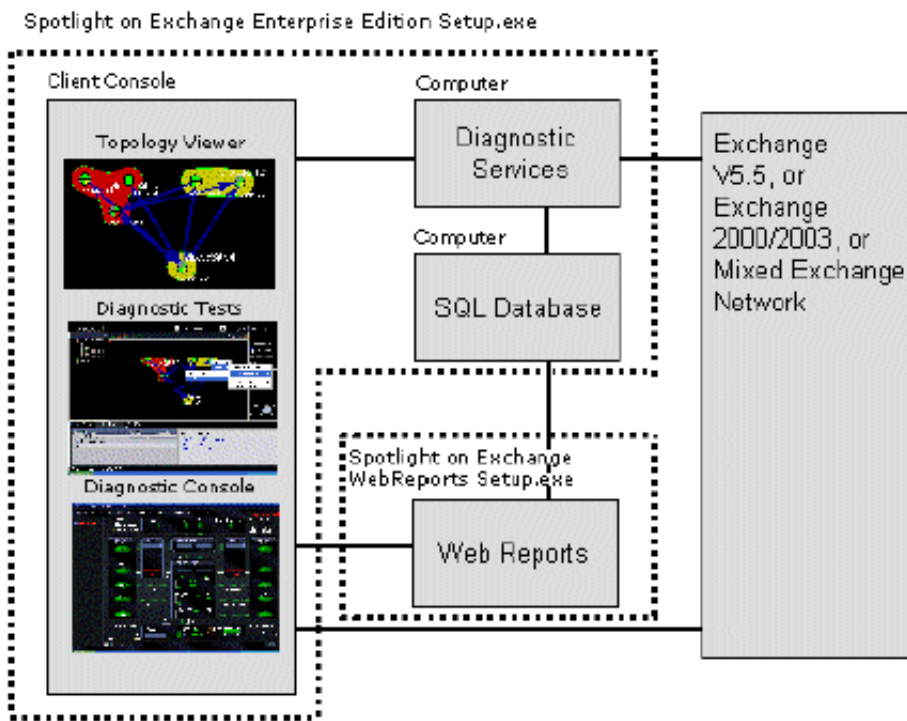 Spotlight on Exchange Enterprise Edition Setup.exe
Client Console
Topology Viewer
Diagnostic Tests
Diagnostic Console
Computer
Diagnostic
Services
Computer
SQL Database
Spotlight on Exchange
WebReports Setup.exe
Web Reports
Exchange
V5.5, or
Exchange
2000/2003, or
Mixed Exchange
Network